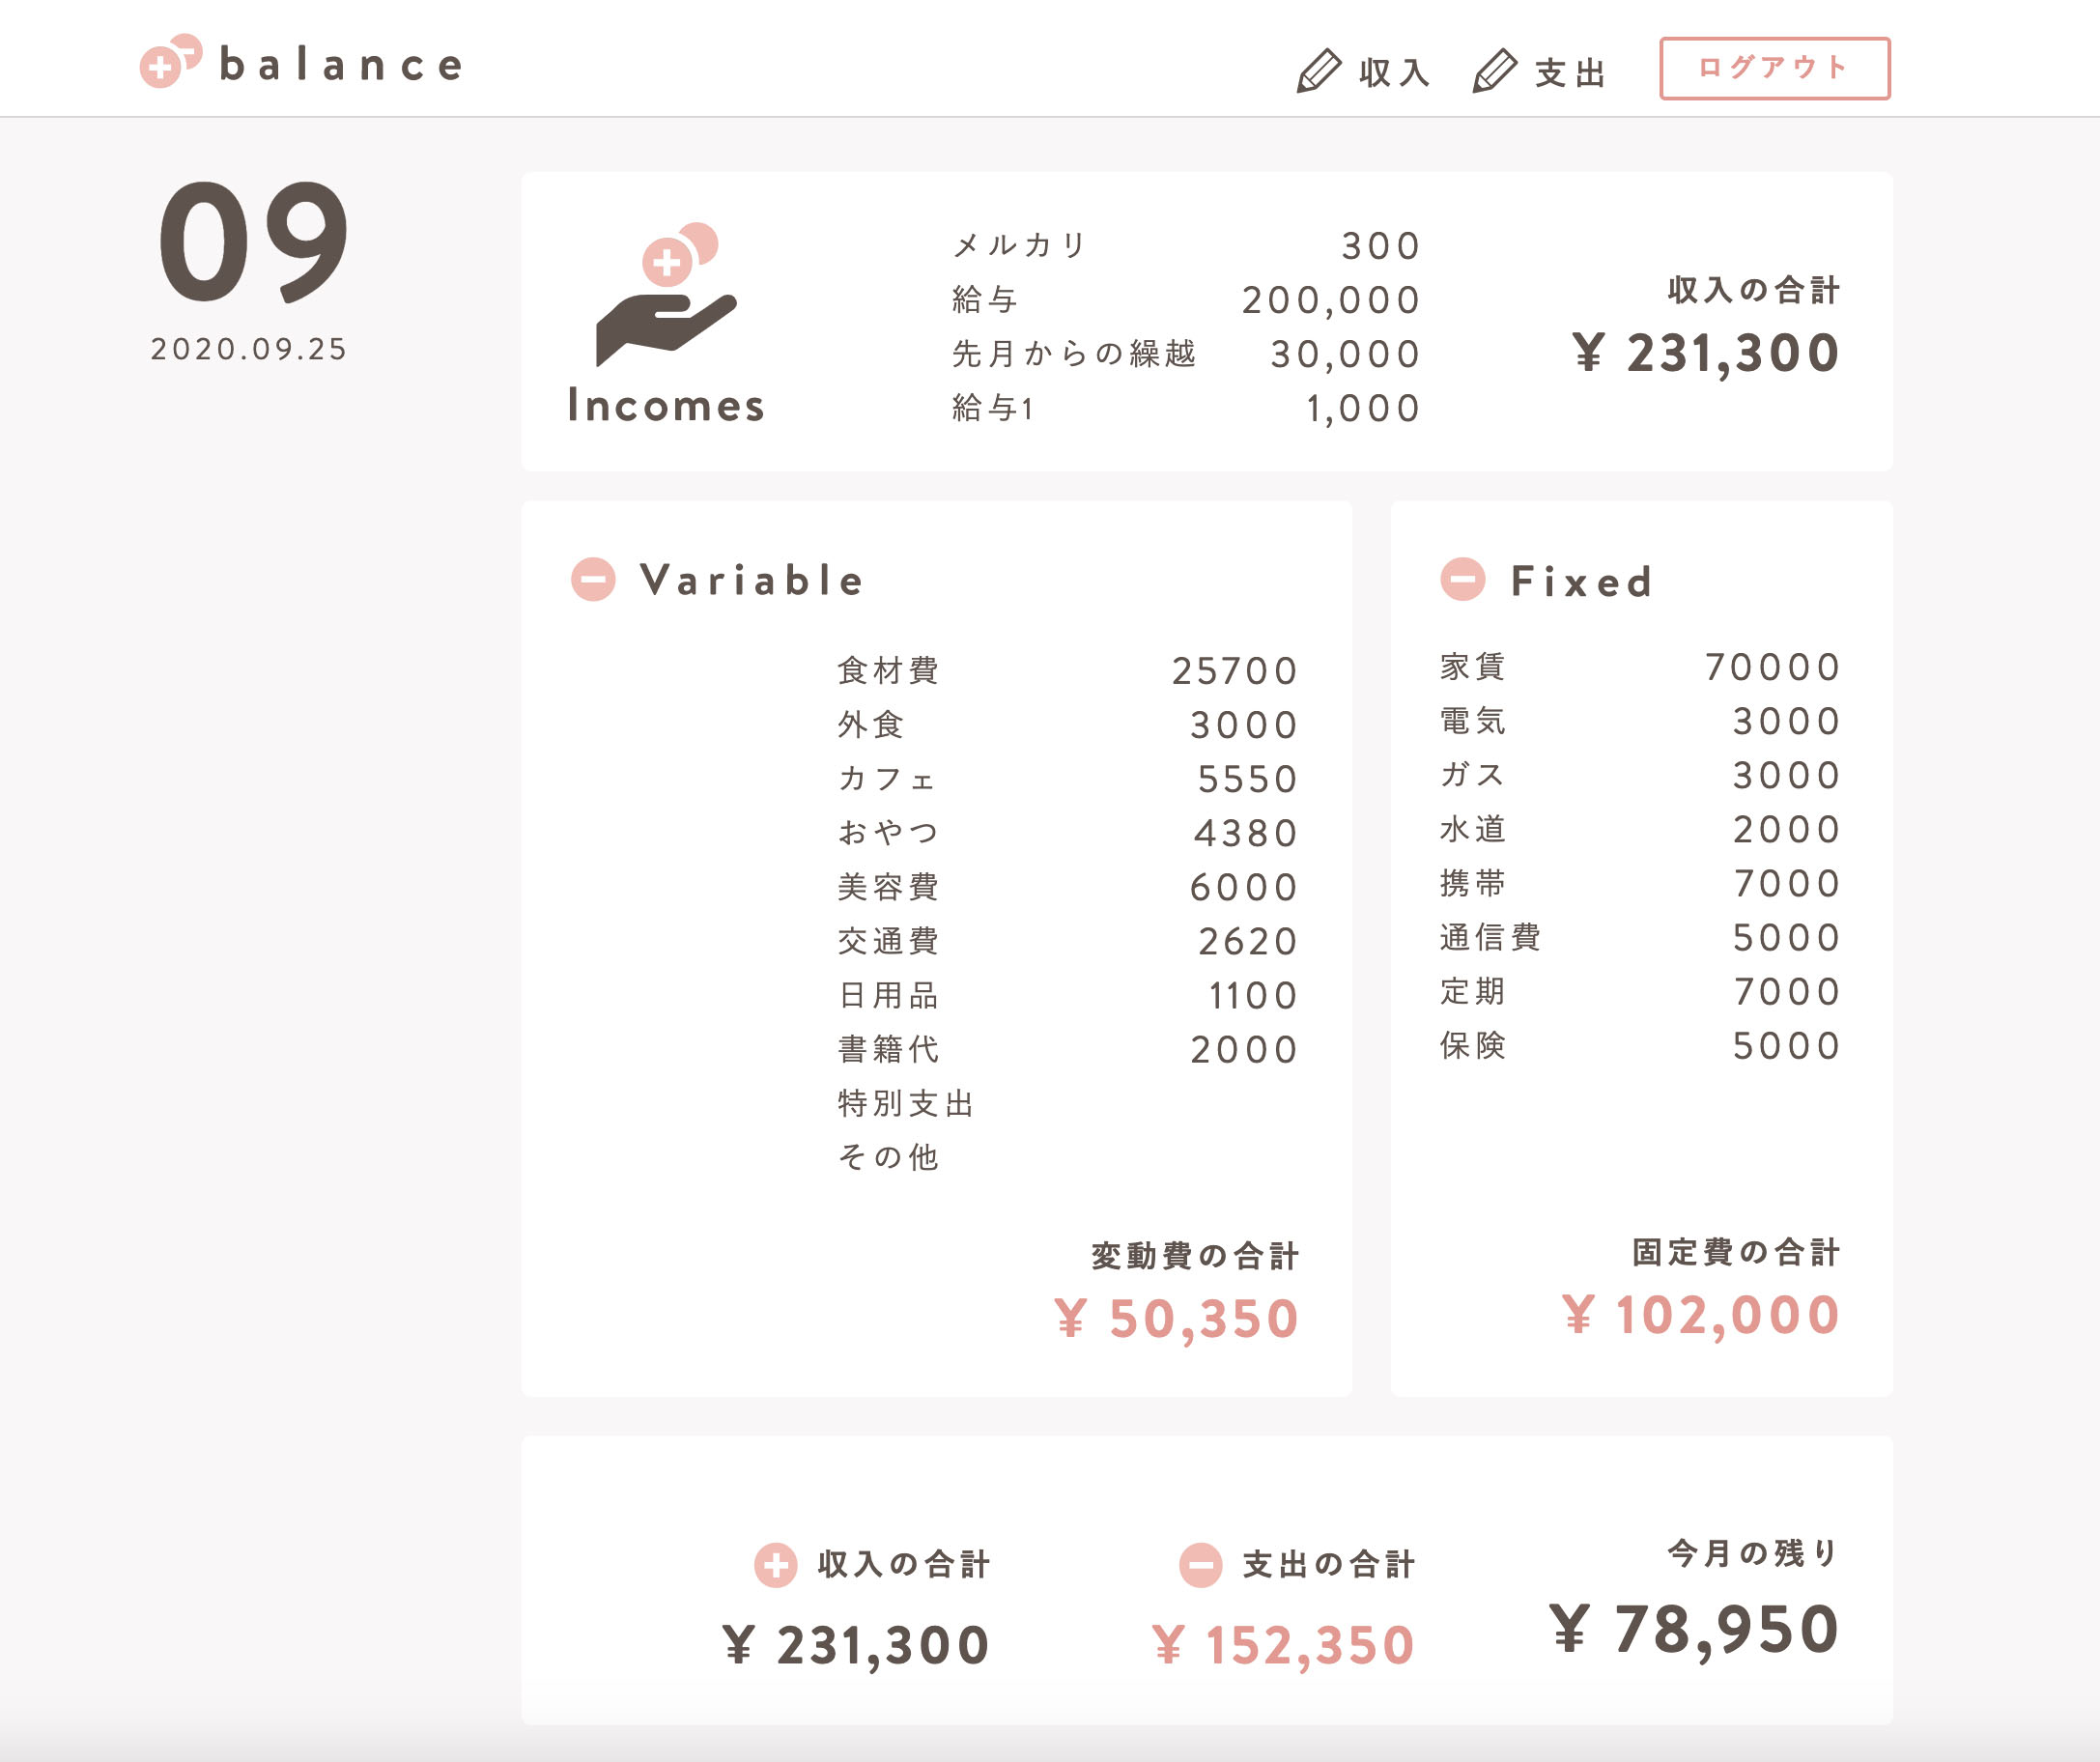 balance
収入
支出
ログアウト
09
2020.09.25
Incomes
メルカリ 300
給与 200,000
先月からの繰越 30,000
給与1 1,000
収入の合計
¥ 231,300
Variable
食材費 25700
外食 3000
カフェ 5550
おやつ 4380
美容費 6000
交通費 2620
日用品 1100
書籍代 2000
特別支出
その他
変動費の合計
¥ 50,350
Fixed
家賃 70000
電気 3000
ガス 3000
水道 2000
携帯 7000
通信費 5000
定期 7000
保険 5000
固定費の合計
¥ 102,000
収入の合計
¥ 231,300
支出の合計
¥ 152,350
今月の残り
¥ 78,950